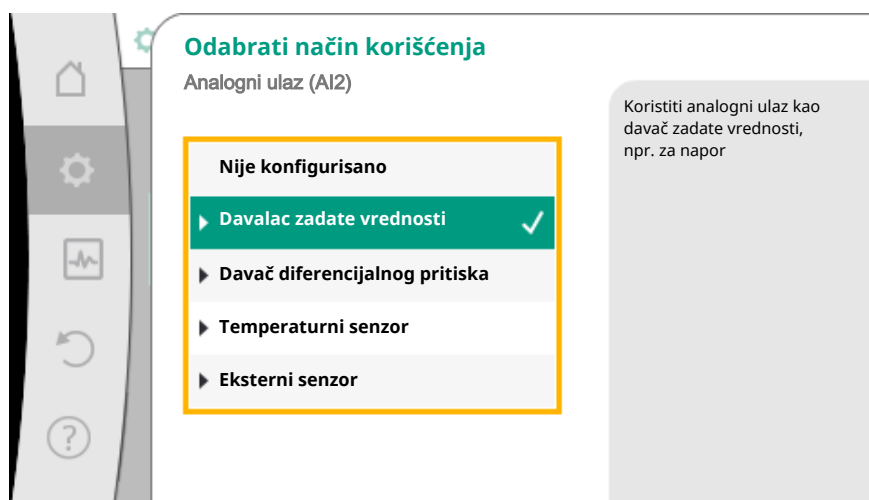 Odabrati način korišćenja
Analogni ulaz (AI2)
Nije konfigurisano
Davalac zadate vrednosti
Davač diferencijalnog pritiska
Temperaturni senzor
Eksterni senzor
Koristiti analogni ulaz kao
davač zadate vrednosti,
npr. za napor
?